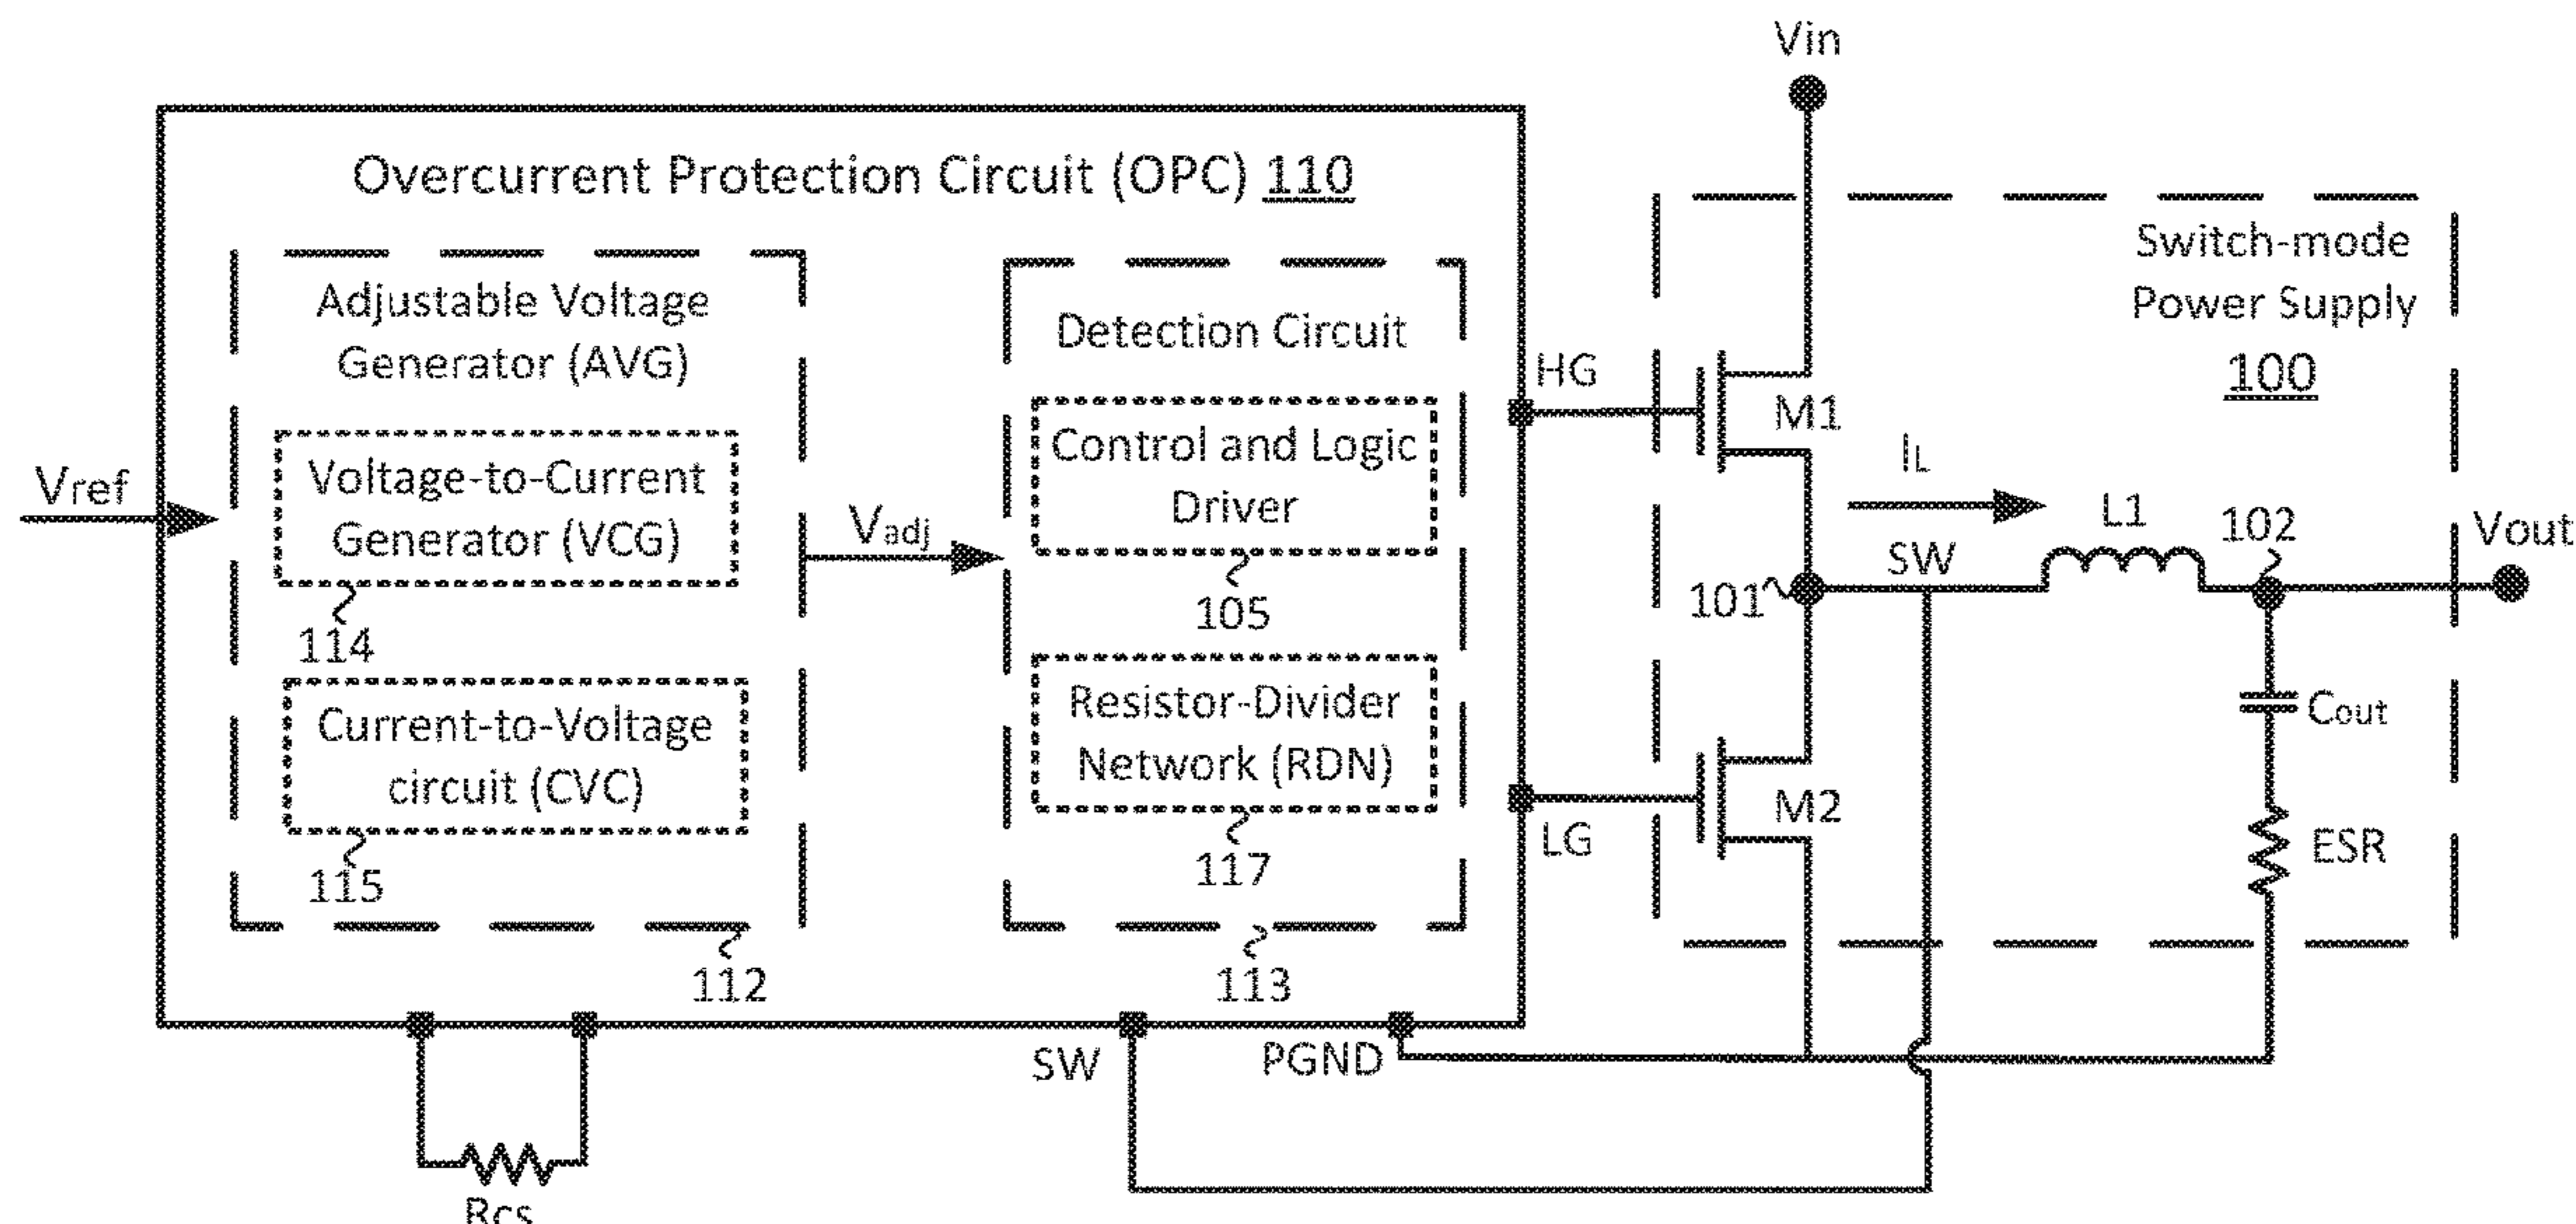 Vin
Overcurrent Protection Circuit (OPC) 110
Switch-mode
Power Supply
100
Adjustable Voltage
Generator (AVG)
Detection Circuit
HG
M1
Control and Logic
Driver
105
Vref
Voltage-to-Current
Generator (VCG)
114
Vadj
IL
SW
L1
102
Vout
101
Current-to-Voltage
circuit (CVC)
115
Resistor-Divider
Network (RDN)
117
Cout
M2
LG
ESR
112
113
SW
PGND
Rcs